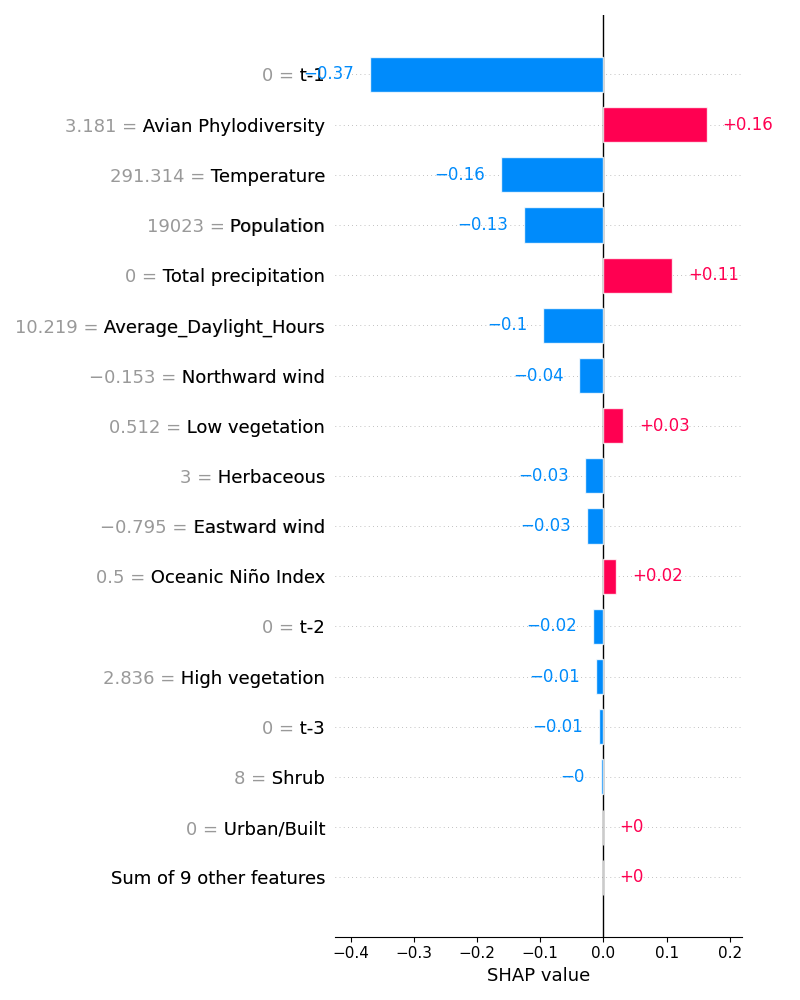 0 = t-1 −0.37
3.181 = Avian Phylodiversity +0.16
291.314 = Temperature −0.16
19023 = Population −0.13
0 = Total precipitation +0.11
10.219 = Average_Daylight_Hours −0.1
−0.153 = Northward wind −0.04
0.512 = Low vegetation +0.03
3 = Herbaceous −0.03
−0.795 = Eastward wind −0.03
0.5 = Oceanic Niño Index +0.02
0 = t-2 −0.02
2.836 = High vegetation −0.01
0 = t-3 −0.01
8 = Shrub −0
0 = Urban/Built +0
Sum of 9 other features +0
−0.4 −0.3 −0.2 −0.1 0.0 0.1 0.2
SHAP value